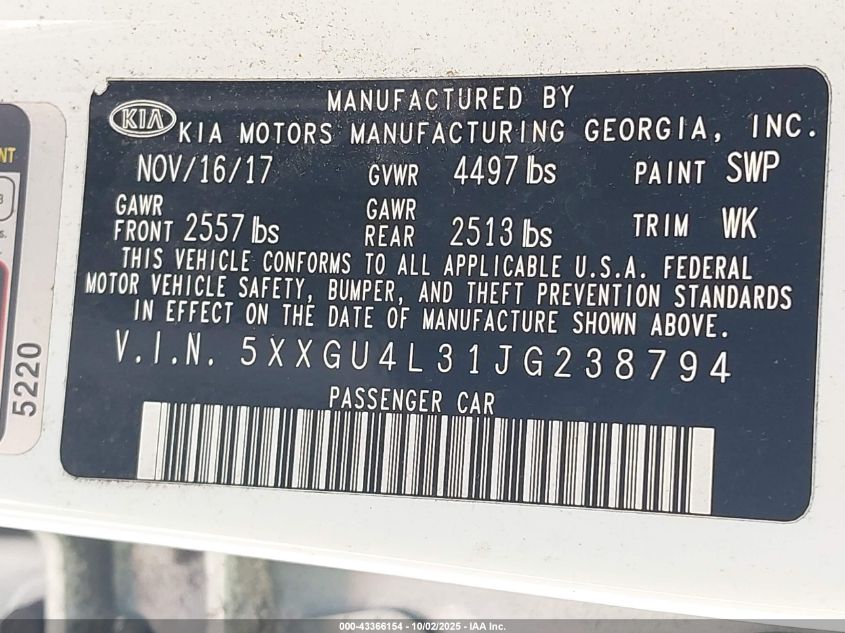 MANUFACTURED BY
KIA KIA MOTORS MANUFACTURING GEORGIA, INC.
NOV/16/17 GVWR 4497 lbs PAINT SWP
GAWR FRONT 2557 lbs GAWR REAR 2513 lbs TRIM WK
THIS VEHICLE CONFORMS TO ALL APPLICABLE U.S.A. FEDERAL
MOTOR VEHICLE SAFETY, BUMPER, AND THEFT PREVENTION STANDARDS
IN EFFECT ON THE DATE OF MANUFACTURE SHOWN ABOVE.
V.I.N. 5XXGU4L31JG238794
PASSENGER CAR
5220
000-43366154 - 10/02/2025 - IAA Inc.